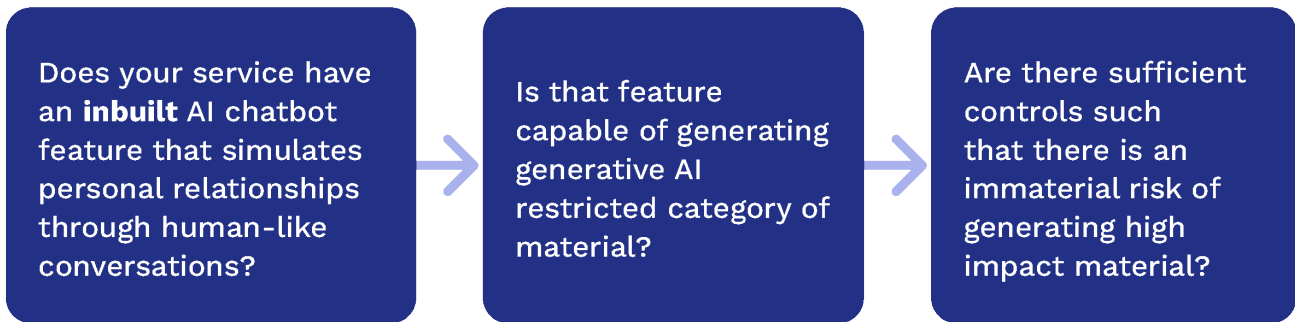 Does your service have
an inbuilt AI chatbot
feature that simulates
personal relationships
through human-like
conversations?
Is that feature
capable of generating
generative AI
restricted category of
material?
Are there sufficient
controls such
that there is an
immaterial risk of
generating high
impact material?